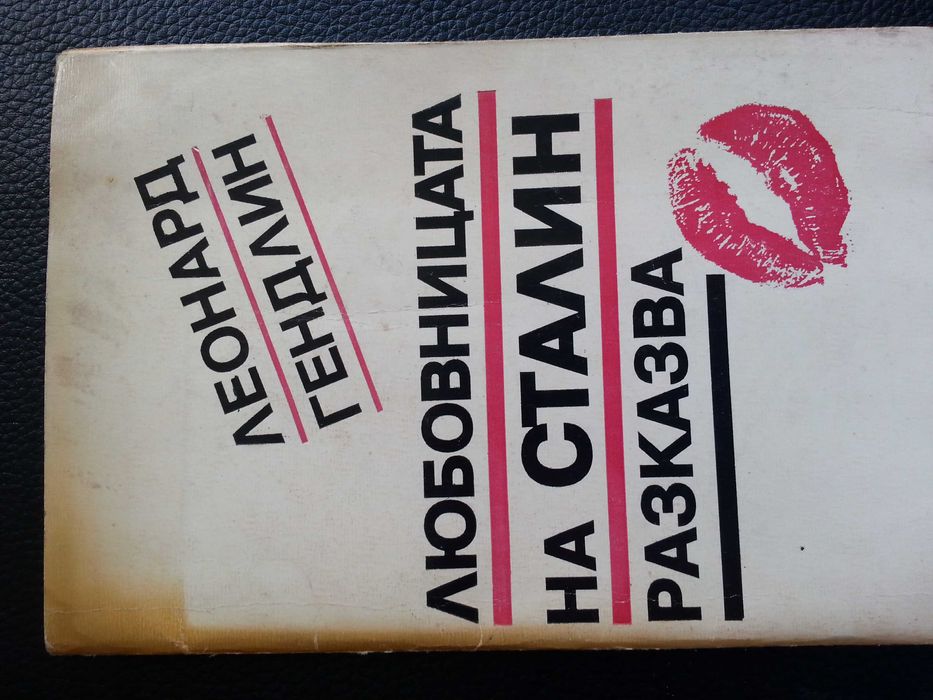 ЛЕОНАРД
ГЕНДЛИН
ЛЮБОВНИЦАТА
НА СТАЛИН
РАЗКАЗВА